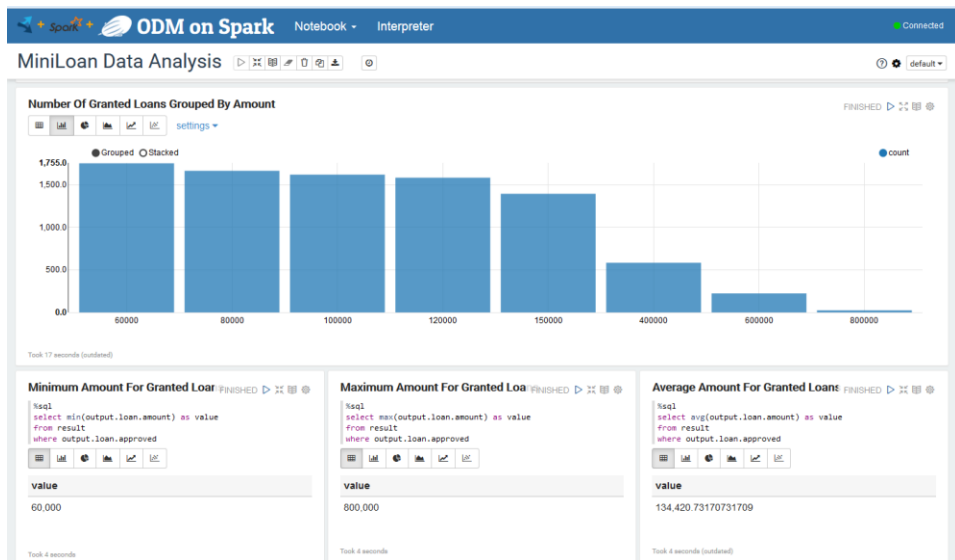 + Spark + ODM on Spark Notebook Interpreter Connected
MiniLoan Data Analysis default
Number Of Granted Loans Grouped By Amount FINISHED
settings
Grouped Stacked count
1,755.0
1,500.0
1,000.0
500.0
0.0
60000 80000 100000 120000 150000 400000 600000 800000
Took 17 seconds (outdated)
Minimum Amount For Granted Loar FINISHED
%sql
select min(output.loan.amount) as value
from result
where output.loan.approved
value
60,000
Took 4 seconds
Maximum Amount For Granted Loa FINISHED
%sql
select max(output.loan.amount) as value
from result
where output.loan.approved
value
800,000
Took 4 seconds
Average Amount For Granted Loans FINISHED
%sql
select avg(output.loan.amount) as value
from result
where output.loan.approved
value
134,420.73170731709
Took 4 seconds (outdated)